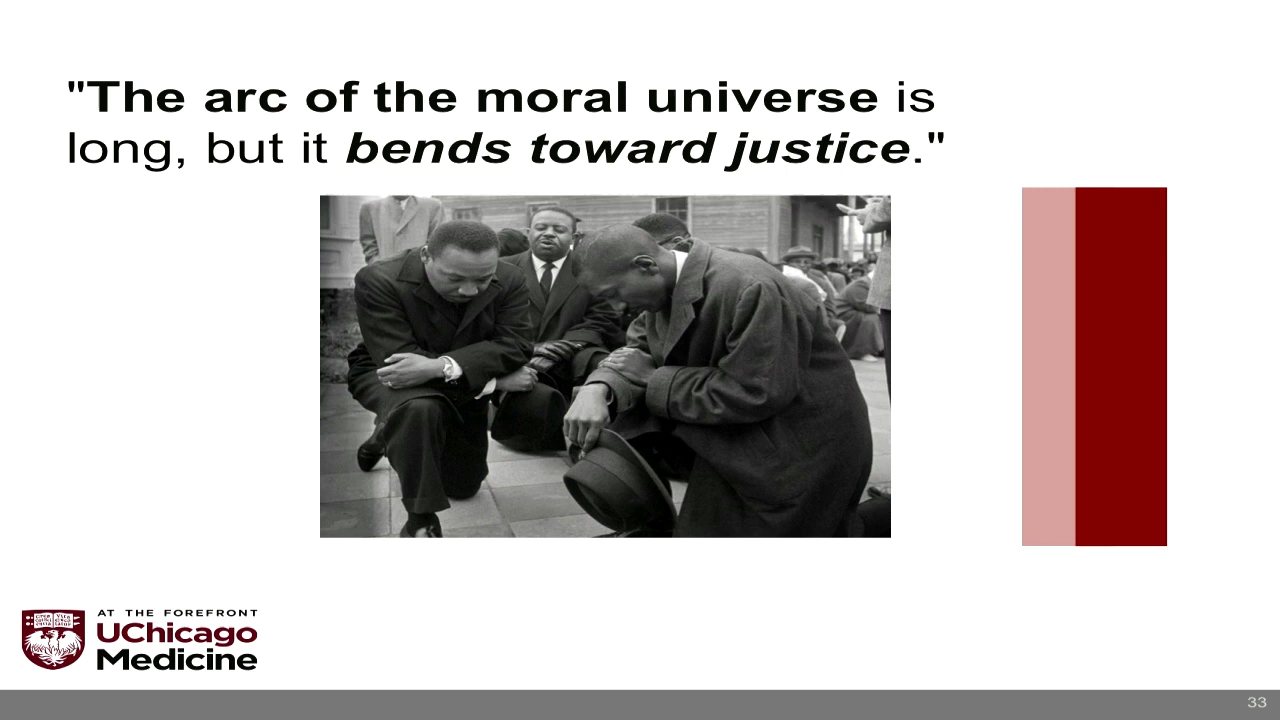 "The arc of the moral universe is
long, but it bends toward justice."
AT THE FOREFRONT
UChicago
Medicine
33